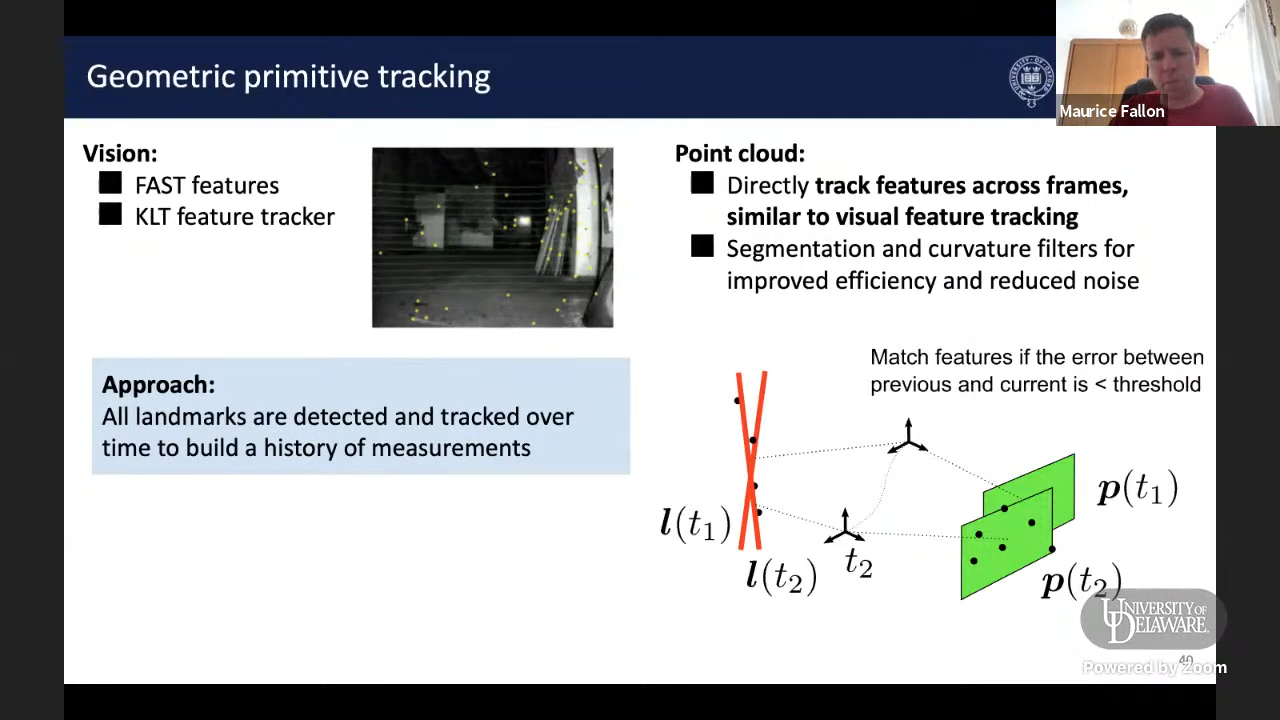 Geometric primitive tracking
Maurice Fallon
Vision:
FAST features
KLT feature tracker
Point cloud:
Directly track features across frames,
similar to visual feature tracking
Segmentation and curvature filters for
improved efficiency and reduced noise
Approach:
All landmarks are detected and tracked over
time to build a history of measurements
Match features if the error between
previous and current is < threshold
l(t₁)
l(t₂)
t₂
p(t₁)
p(t₂)
UNIVERSITY OF
DELAWARE.
40
Powered by Zoom